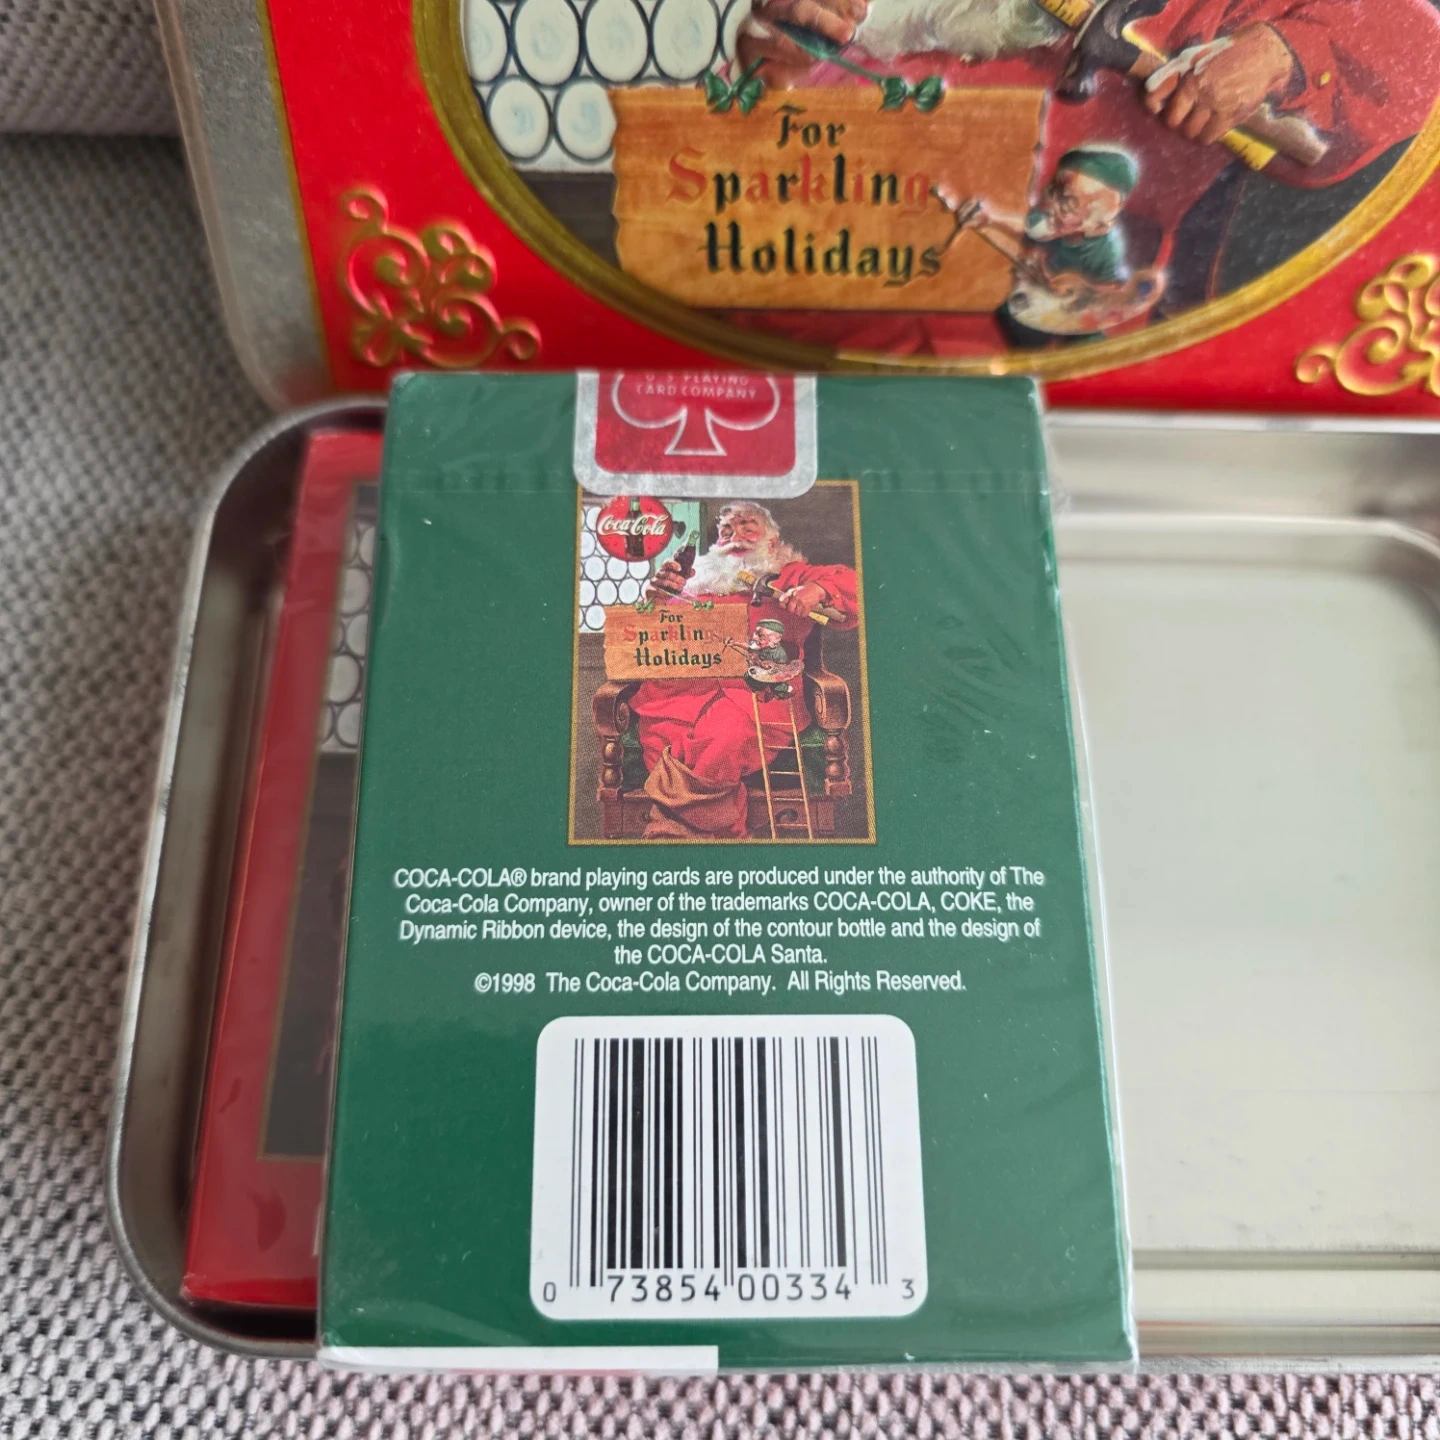 For
Sparkling
Holidays
U S PLAYING
CARD COMPANY
Coca-Cola
For
Sparklin
Holidays
COCA-COLA® brand playing cards are produced under the authority of The
Coca-Cola Company, owner of the trademarks COCA-COLA, COKE, the
Dynamic Ribbon device, the design of the contour bottle and the design of
the COCA-COLA Santa.
©1998 The Coca-Cola Company. All Rights Reserved.
0 73854 00334 3